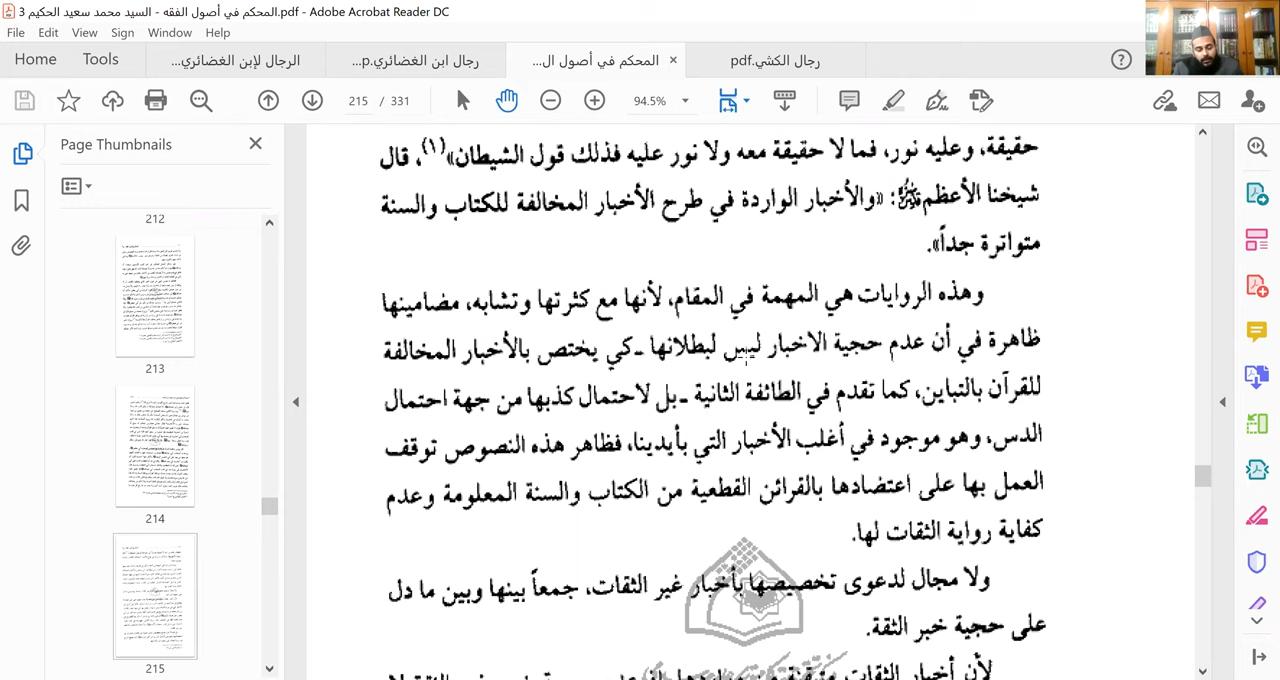 المحكم في أصول الفقه - السيد محمد سعيد الحكيم 3.pdf - Adobe Acrobat Reader DC
File Edit View Sign Window Help
Home Tools
الرجال لإبن الغضائري...
رجال ابن الغضائري.p...
المحكم في أصول ال... ×
رجال الكشي.pdf
215 / 331
94.5%
Page Thumbnails
212
213
214
215
حقيقة، وعليه نور، فما لا حقيقة معه ولا نور عليه فذلك قول الشيطان»(١)، قال
شيخنا الأعظم : «والأخبار الواردة في طرح الأخبار المخالفة للكتاب والسنة
متواترة جداً».
وهذه الروايات هي المهمة في المقام، لأنها مع كثرتها وتشابه، مضامينها
ظاهرة في أن عدم حجية الاخبار ليس لبطلانها ـ كي يختص بالأخبار المخالفة
للقرآن بالتباين، كما تقدم في الطائفة الثانية ـ بل لاحتمال كذبها من جهة احتمال
الدس، وهو موجود في أغلب الأخبار التي بأيدينا، فظاهر هذه النصوص توقف
العمل بها على اعتضادها بالقرائن القطعية من الكتاب والسنة المعلومة وعدم
كفاية رواية الثقات لها.
ولا مجال لدعوى تخصيصها بأخبار غير الثقات، جمعاً بينها وبين ما دل
على حجية خبر الثقة.
لأن أخبار الثقات